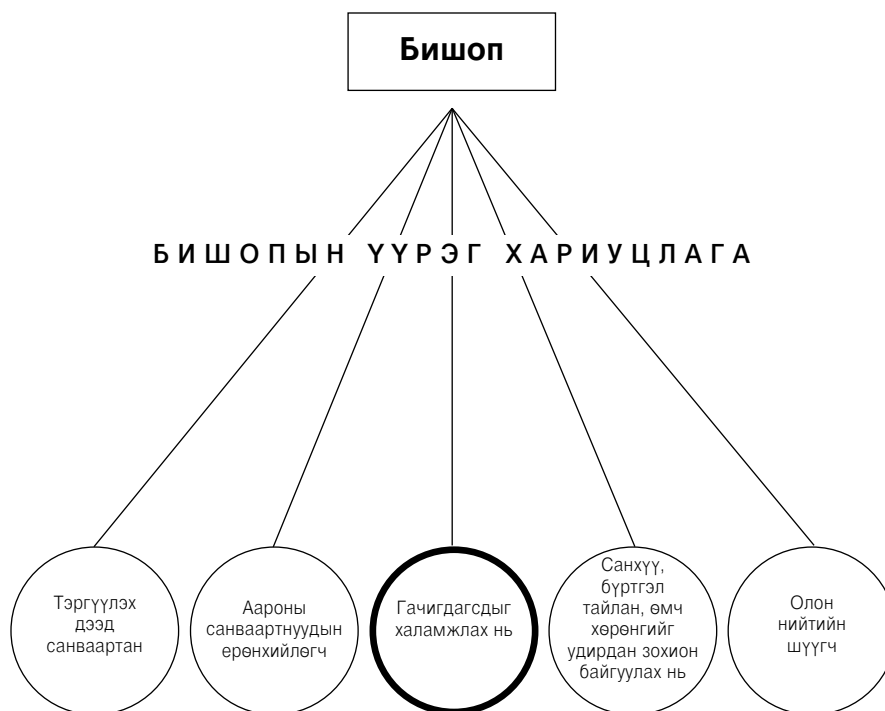 Бишоп
БИШОПЫН ҮҮРЭГ ХАРИУЦЛАГА
Тэргүүлэх
дээд
санваартан
Аароны
санваартнуудын
ерөнхийлөгч
Гачигдагсдыг
халамжлах нь
Санхүү,
бүртгэл
тайлан, өмч
хөрөнгийг
удирдан зохион
байгуулах нь
Олон
нийтийн
шүүгч